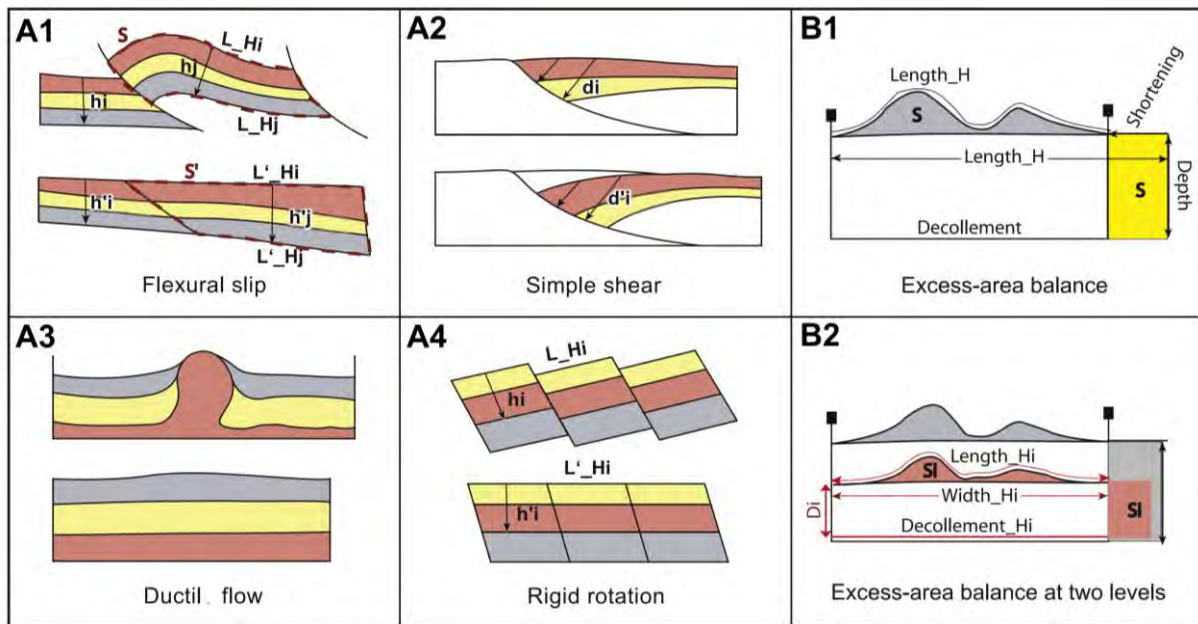 A1
S
L_Hi
hj
hi
L_Hj
S'
L'_Hi
h'i
h'j
L'_Hj
Flexural slip
A2
di
d'i
Simple shear
B1
Length_H
S
Shortening
Length_H
S
Depth
Decollement
Excess-area balance
A3
Ductil. flow
A4
L_Hi
hi
L'_Hi
h'i
Rigid rotation
B2
Length_Hi
SI
Width_Hi
SI
Di
Decollement_Hi
Excess-area balance at two levels